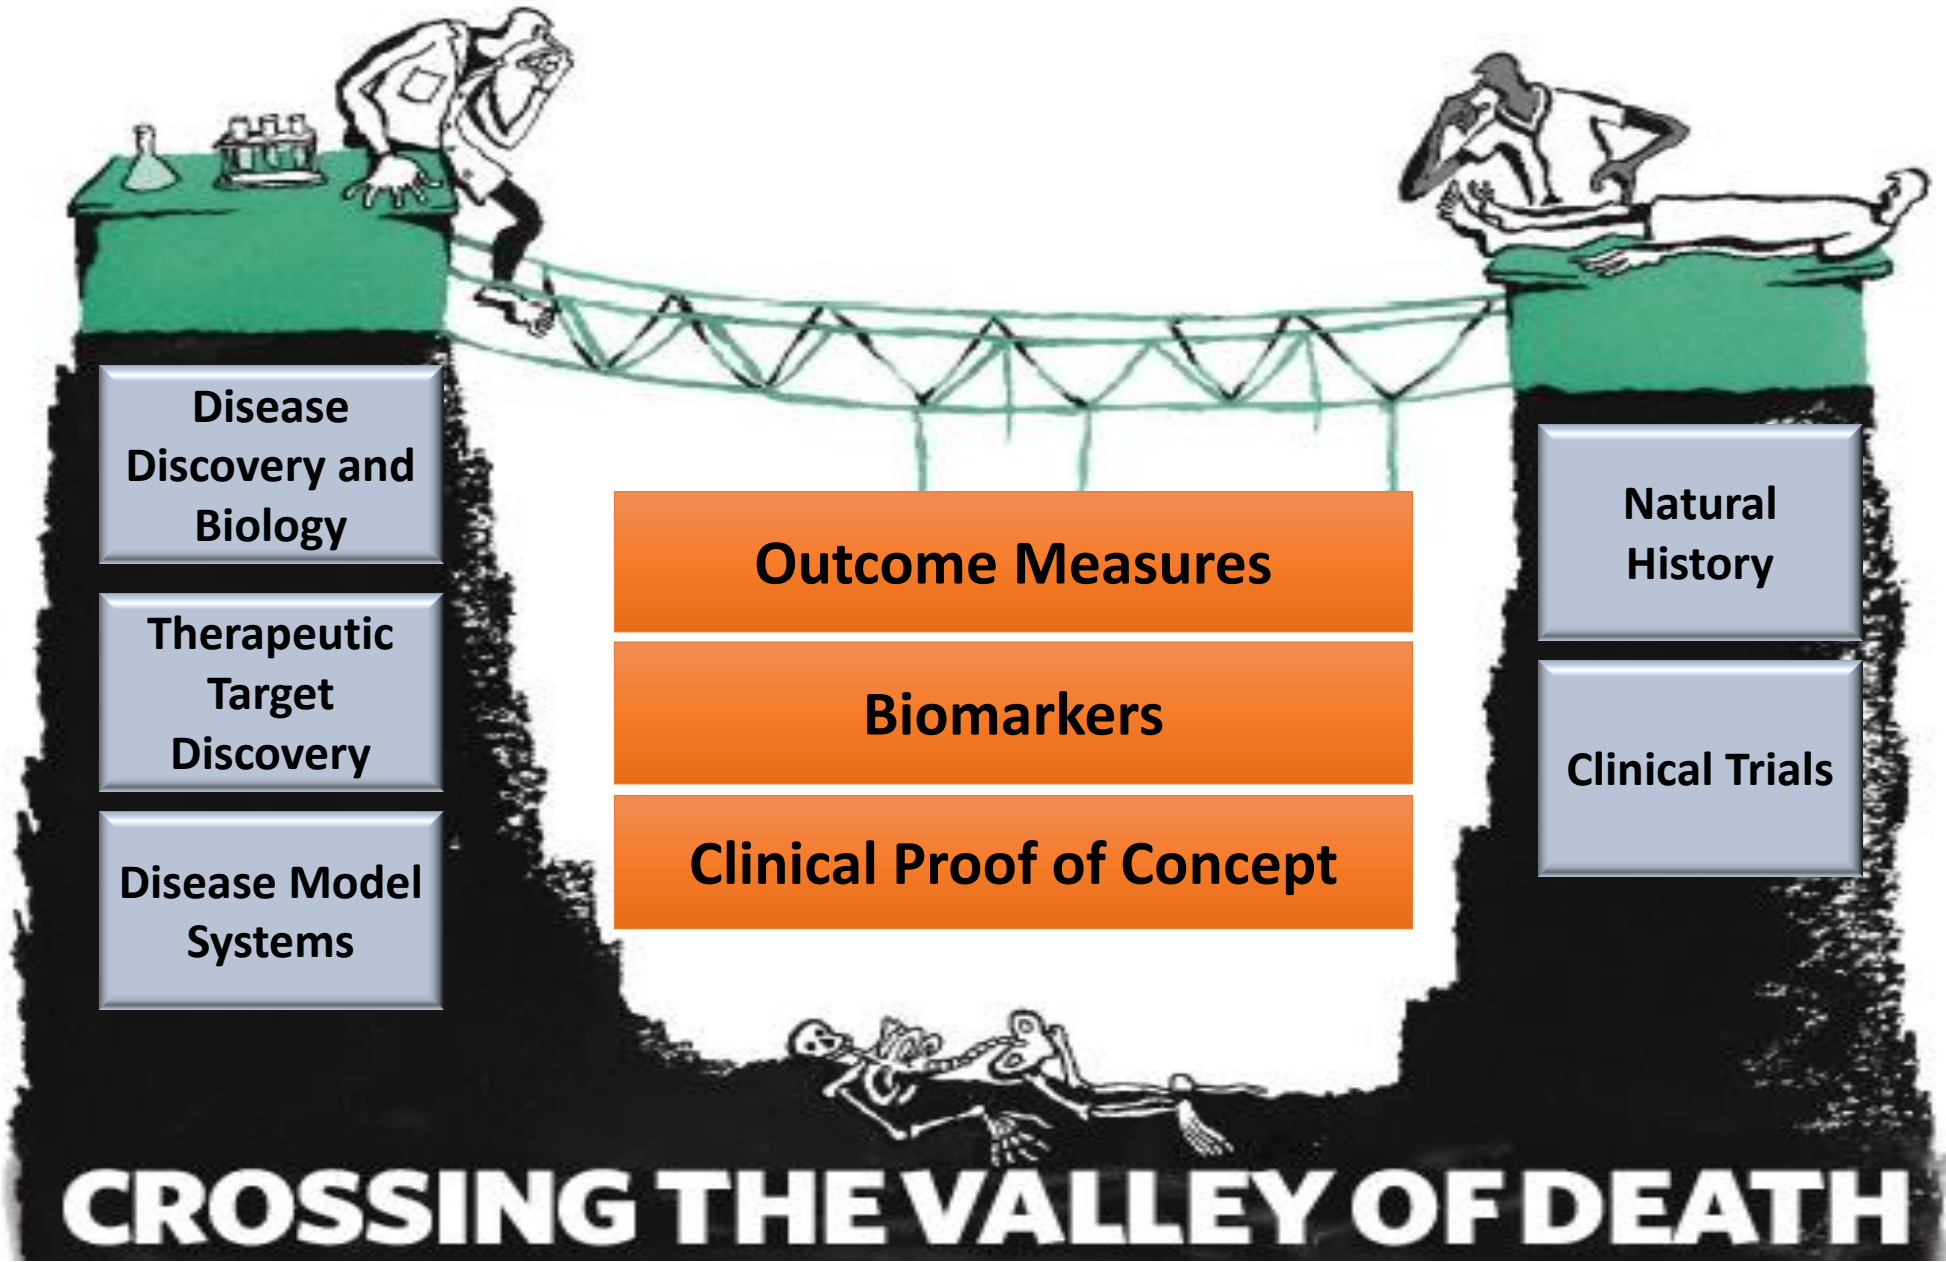 Disease
Discovery and
Biology
Therapeutic
Target
Discovery
Disease Model
Systems
Outcome Measures
Biomarkers
Clinical Proof of Concept
Natural
History
Clinical Trials
CROSSING THE VALLEY OF DEATH